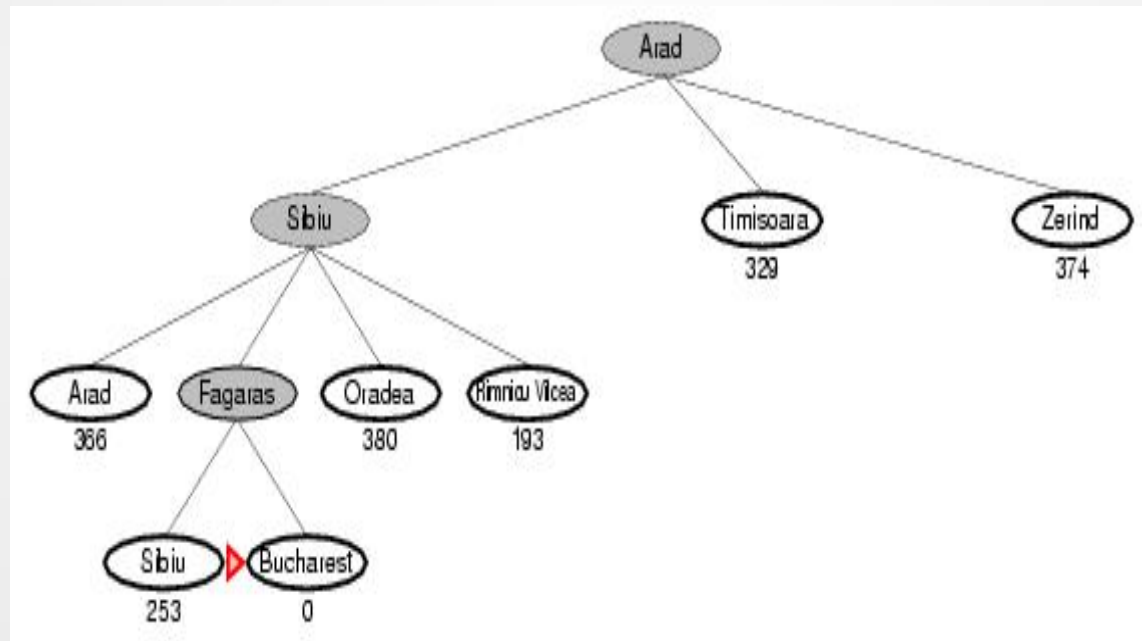 Arad
Sibiu
Timisoara
Zerind
329
374
Arad
Fagaras
Oradea
Rimnicu Vilcea
366
380
193
Sibiu
Bucharest
253
0